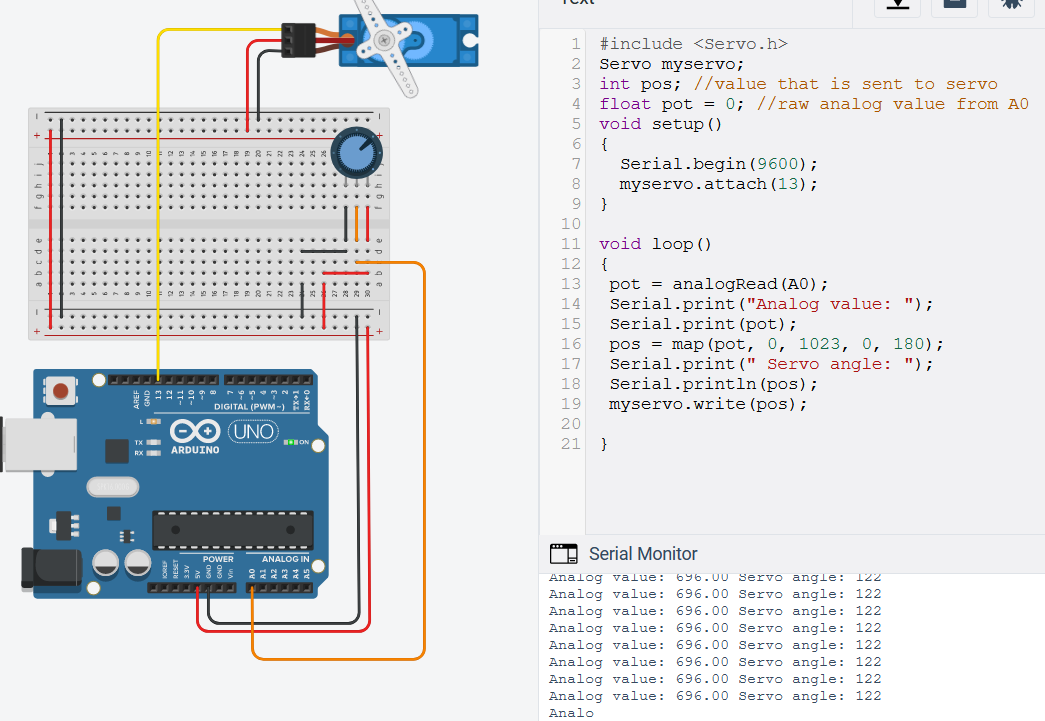 Text
1 #include <Servo.h>
2 Servo myservo;
3 int pos; //value that is sent to servo
4 float pot = 0; //raw analog value from A0
5 void setup()
6 {
7 Serial.begin(9600);
8 myservo.attach(13);
9 }
10
11 void loop()
12 {
13 pot = analogRead(A0);
14 Serial.print("Analog value: ");
15 Serial.print(pot);
16 pos = map(pot, 0, 1023, 0, 180);
17 Serial.print(" Servo angle: ");
18 Serial.println(pos);
19 myservo.write(pos);
20
21 }
Serial Monitor
Analog value: 696.00 Servo angle: 122
Analog value: 696.00 Servo angle: 122
Analog value: 696.00 Servo angle: 122
Analog value: 696.00 Servo angle: 122
Analog value: 696.00 Servo angle: 122
Analog value: 696.00 Servo angle: 122
Analog value: 696.00 Servo angle: 122
Analog value: 696.00 Servo angle: 122
Analo
AREF GND 13 12 ~11 ~10 ~9 8 7 ~6 ~5 4 ~3 2 TX→1 RX←0
DIGITAL (PWM~)
L
TX
RX
ARDUINO
UNO
ON
POWER
ANALOG IN
IOREF RESET 3.3V 5V GND GND Vin A0 A1 A2 A3 A4 A5